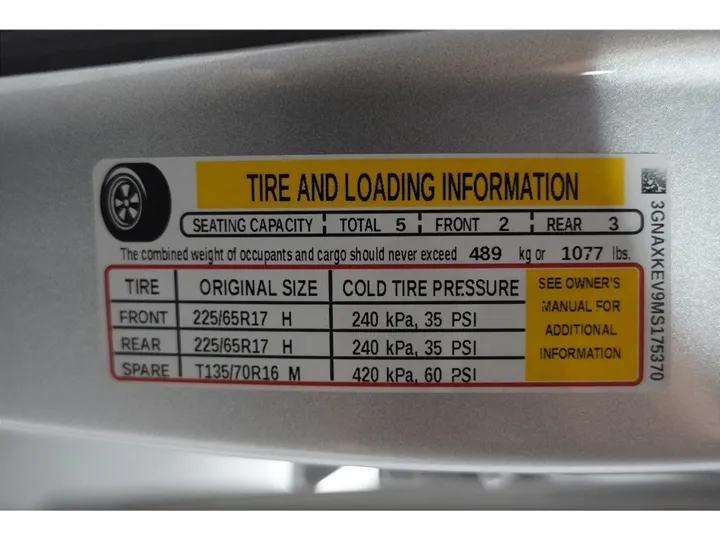 TIRE AND LOADING INFORMATION
SEATING CAPACITY TOTAL 5 FRONT 2 REAR 3
The combined weight of occupants and cargo should never exceed 489 kg or 1077 lbs.
TIRE ORIGINAL SIZE COLD TIRE PRESSURE
FRONT 225/65R17 H 240 kPa, 35 PSI
REAR 225/65R17 H 240 kPa, 35 PSI
SPARE T135/70R16 M 420 kPa, 60 PSI
SEE OWNER'S
MANUAL FOR
ADDITIONAL
INFORMATION
3GNAXKEV9MS175370